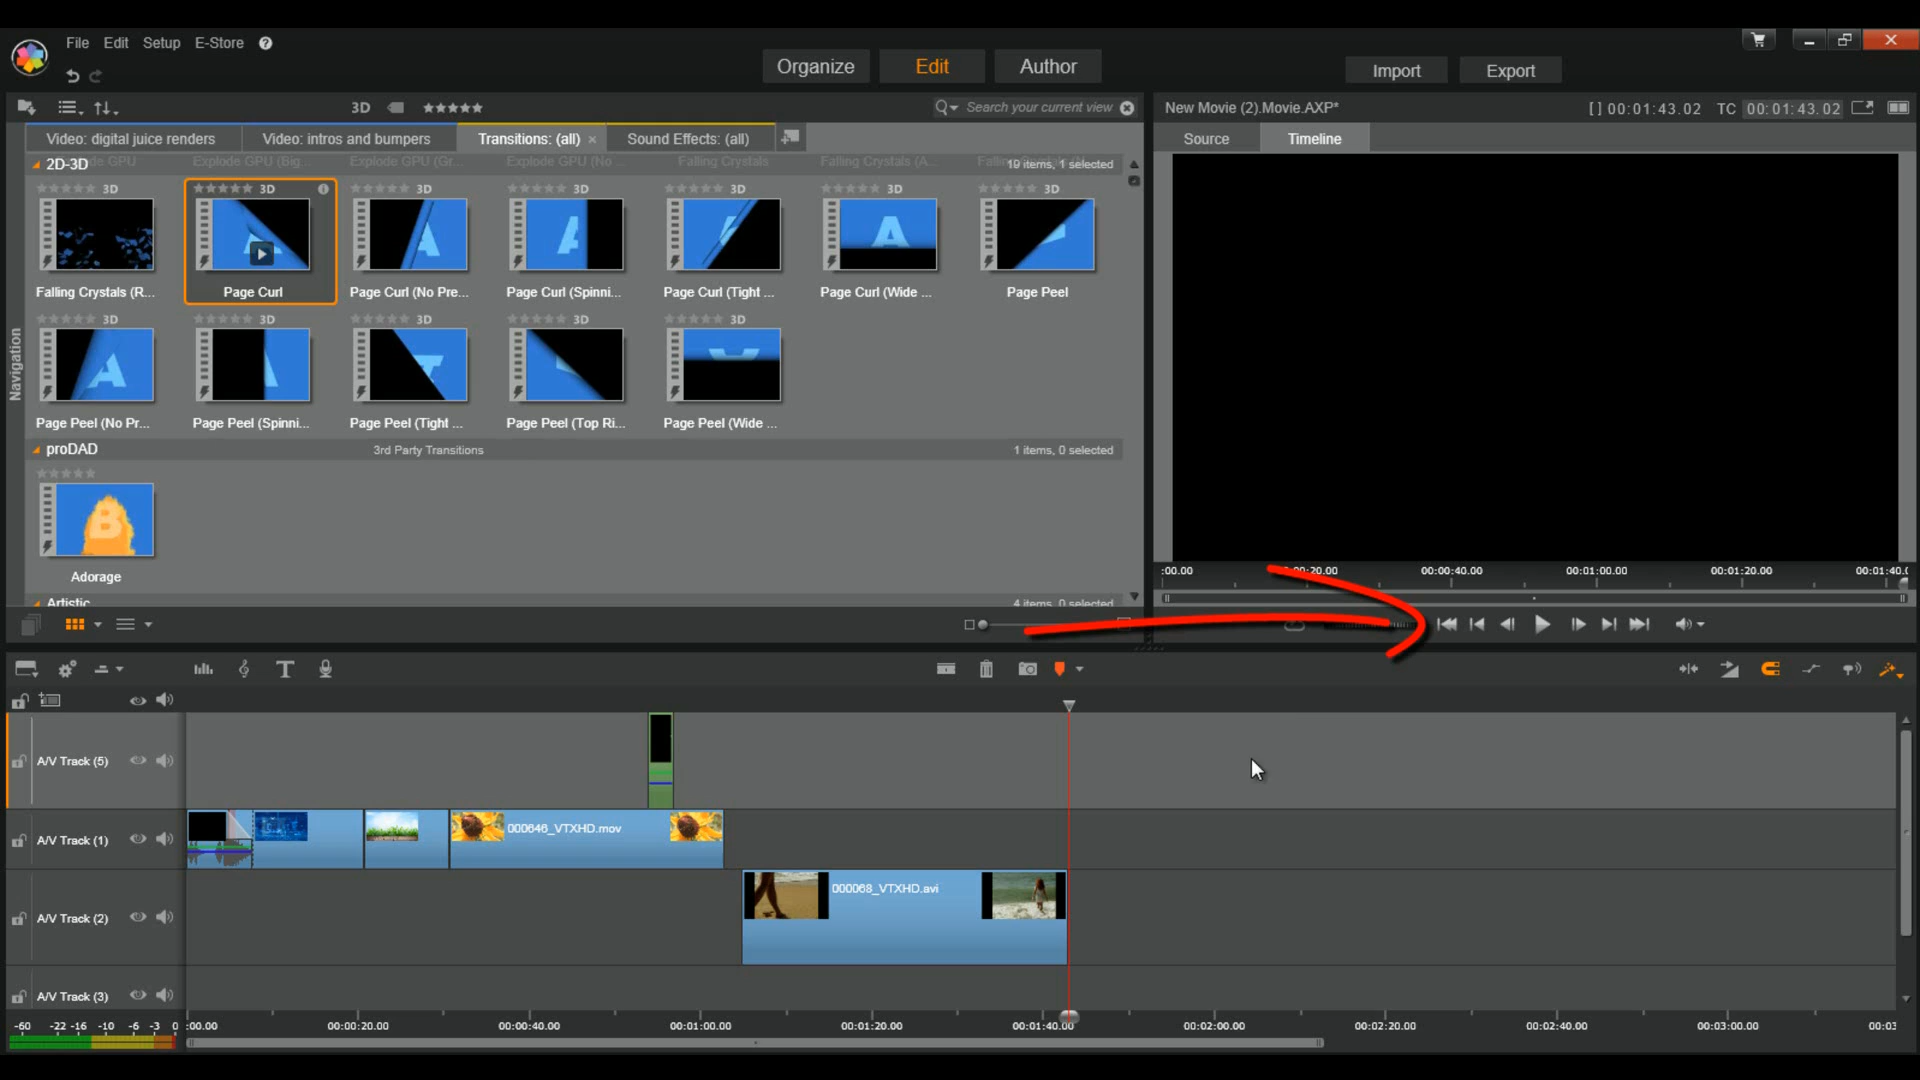 File Edit Setup E-Store ?
Organize Edit Author
Import Export
3D
Search your current view
New Movie (2).Movie.AXP*
[ ] 00:01:43.02 TC 00:01:43.02
Video: digital juice renders
Video: intros and bumpers
Transitions: (all)
Sound Effects: (all)
Source
Timeline
2D-3D
Explode GPU (Big...
Explode GPU (Gr...
Explode GPU (No ...
Falling Crystals
Falling Crystals (A...
19 items, 1 selected
3D 3D 3D 3D 3D 3D 3D
Falling Crystals (R...
Page Curl
Page Curl (No Pre...
Page Curl (Spinni...
Page Curl (Tight ...
Page Curl (Wide ...
Page Peel
3D 3D 3D 3D 3D
Page Peel (No Pr...
Page Peel (Spinni...
Page Peel (Tight ...
Page Peel (Top Ri...
Page Peel (Wide ...
Navigation
proDAD
3rd Party Transitions
1 items, 0 selected
B
Adorage
Artistic
4 items, 0 selected
:00.00 00:00:40.00 00:01:00.00 00:01:20.00 00:01:40.
A/V Track (5)
A/V Track (1)
000646_VTXHD.mov
A/V Track (2)
000068_VTXHD.avi
A/V Track (3)
-60 -22 -16 -10 -6 -3 0
:00.00 00:00:20.00 00:00:40.00 00:01:00.00 00:01:20.00 00:01:40.00 00:02:00.00 00:02:20.00 00:02:40.00 00:03:00.00 00:03